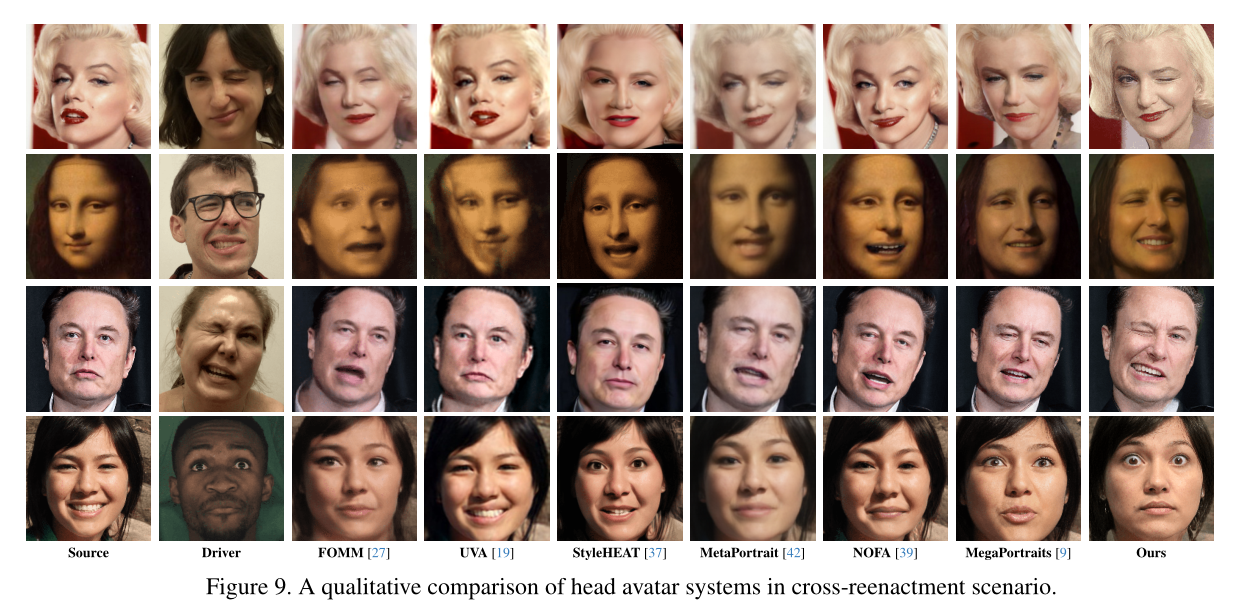 Source Driver FOMM [27] UVA [19] StyleHEAT [37] MetaPortrait [42] NOFA [39] MegaPortraits [9] Ours
Figure 9. A qualitative comparison of head avatar systems in cross-reenactment scenario.